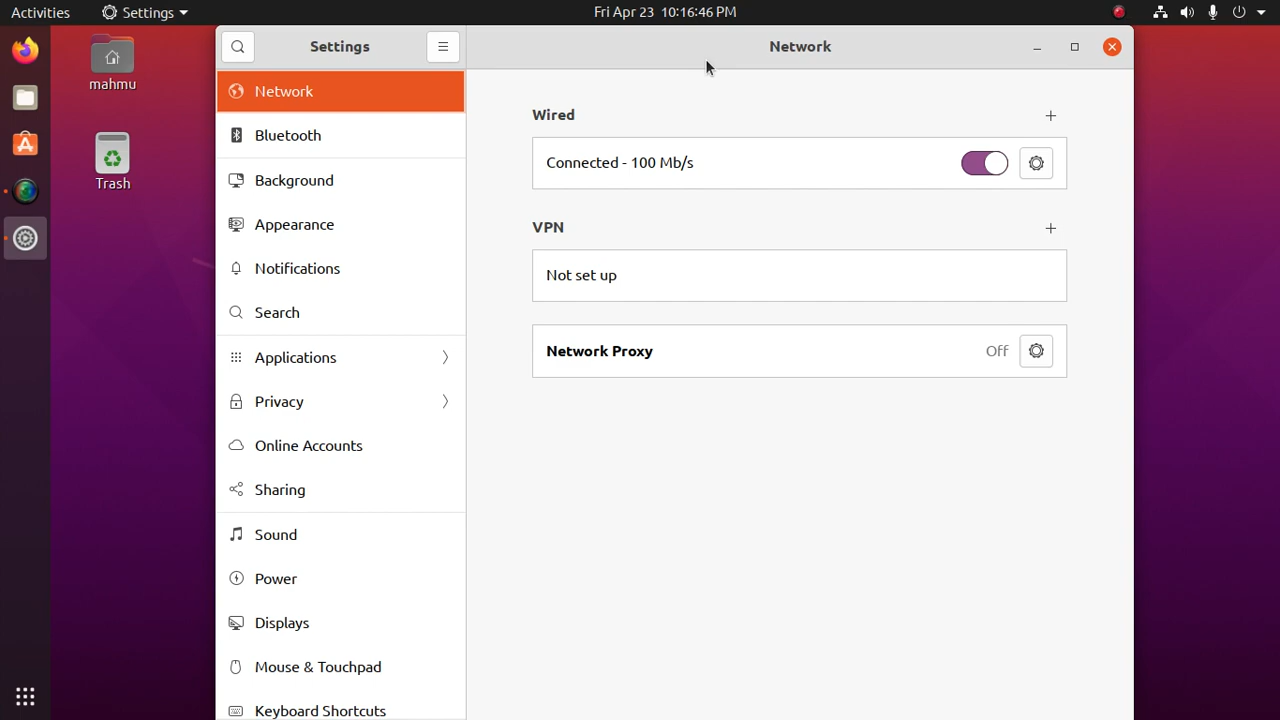 Activities
Settings
Fri Apr 23 10:16:46 PM
mahmu
Trash
Settings
Network
Network
Bluetooth
Background
Appearance
Notifications
Search
Applications
Privacy
Online Accounts
Sharing
Sound
Power
Displays
Mouse & Touchpad
Keyboard Shortcuts
Wired
Connected - 100 Mb/s
VPN
Not set up
Network Proxy Off